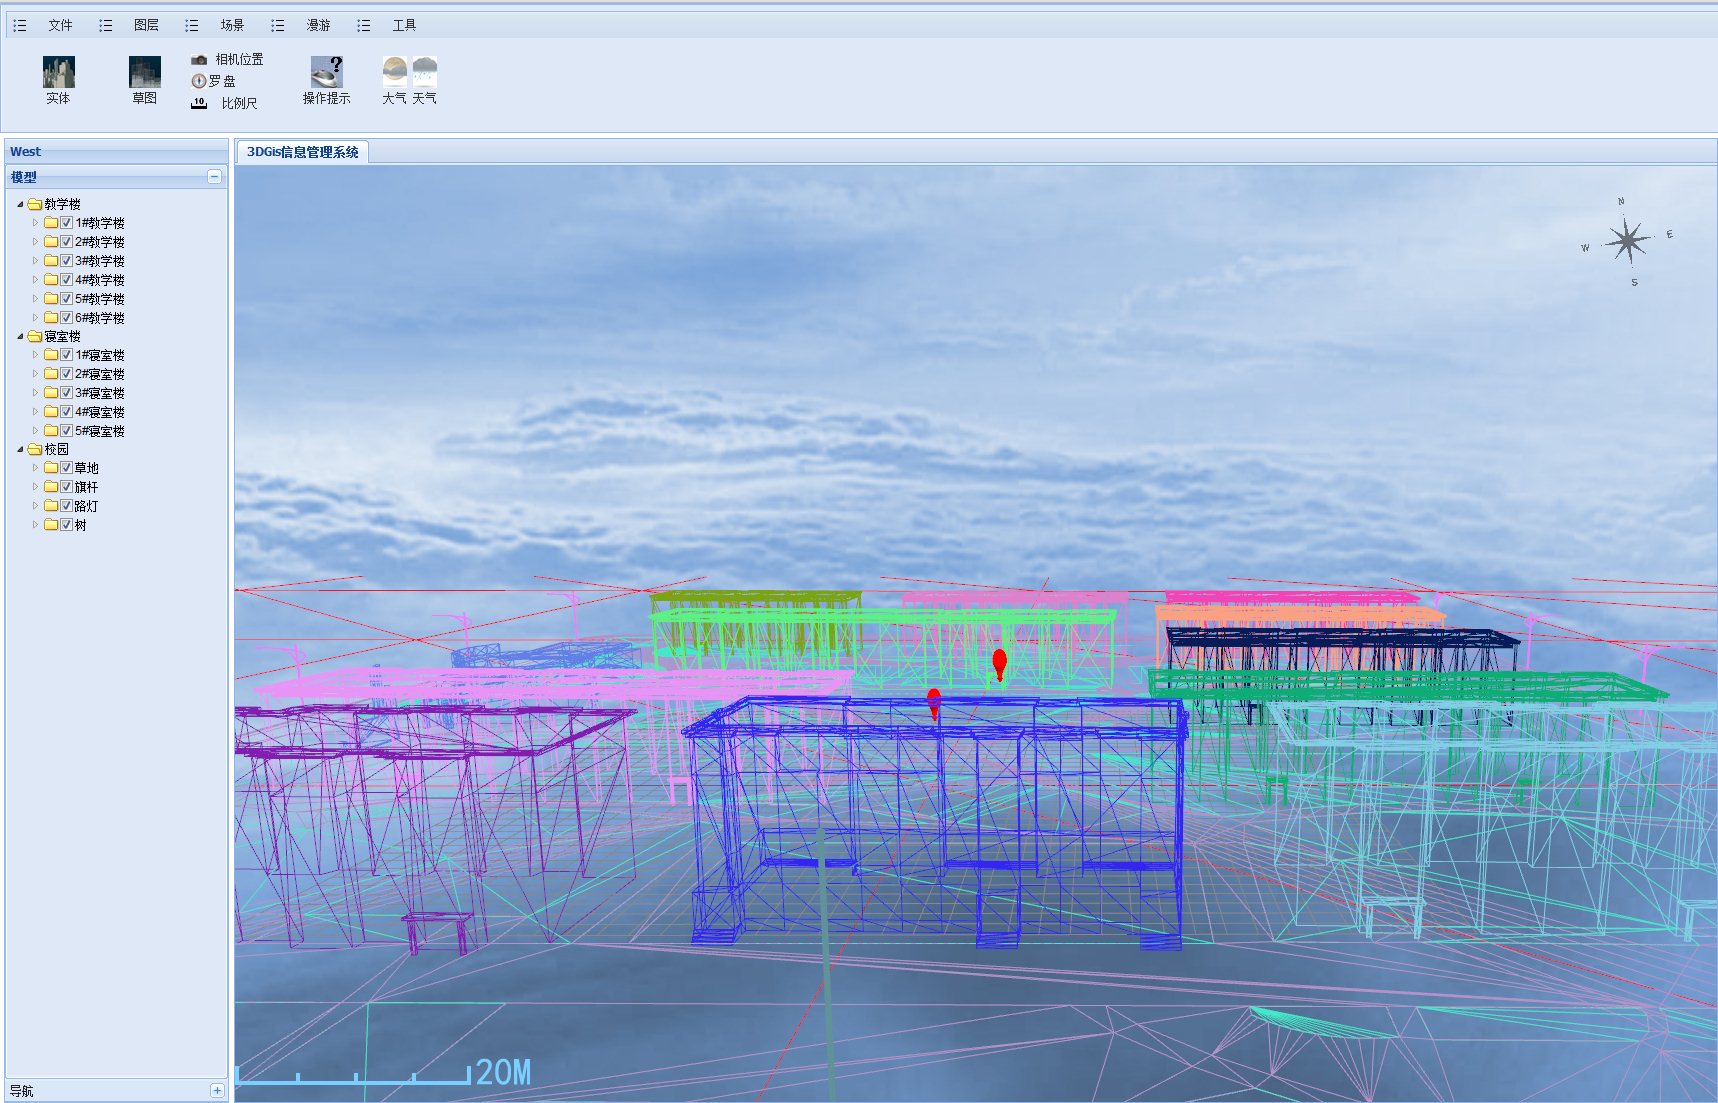 文件 图层 场景 漫游 工具
相机位置
罗盘
10 比例尺
实体 草图 操作提示 大气 天气
West
模型
教学楼
1#教学楼
2#教学楼
3#教学楼
4#教学楼
5#教学楼
6#教学楼
寝室楼
1#寝室楼
2#寝室楼
3#寝室楼
4#寝室楼
5#寝室楼
校园
草地
旗杆
路灯
树
导航
3DGis信息管理系统
N
W E
S
20M